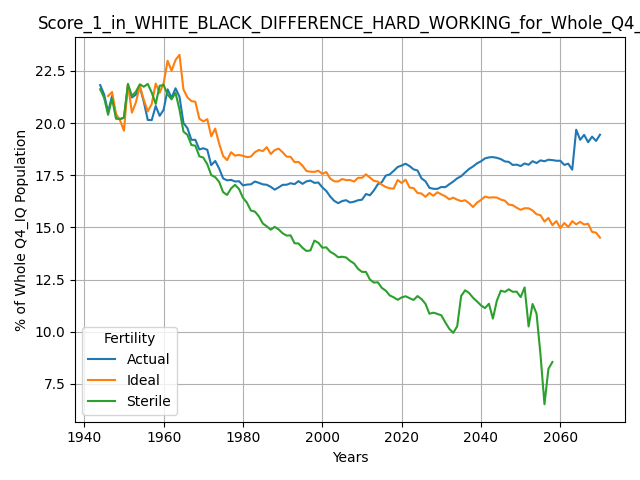 Score_1_in_WHITE_BLACK_DIFFERENCE_HARD_WORKING_for_Whole_Q4_
% of Whole Q4_IQ Population
22.5
20.0
17.5
15.0
12.5
10.0
7.5
Fertility
Actual
Ideal
Sterile
1940 1960 1980 2000 2020 2040 2060
Years